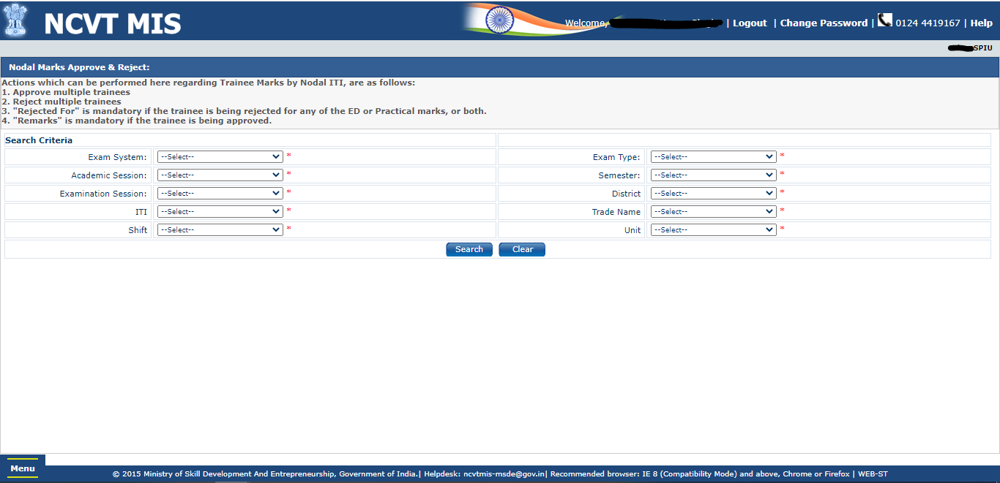 NCVT MIS
Welcome, | Logout | Change Password | 0124 4419167 | Help
SPIU
Nodal Marks Approve & Reject:
Actions which can be performed here regarding Trainee Marks by Nodal ITI, are as follows:
1. Approve multiple trainees
2. Reject multiple trainees
3. "Rejected For" is mandatory if the trainee is being rejected for any of the ED or Practical marks, or both.
4. "Remarks" is mandatory if the trainee is being approved.
Search Criteria
Exam System: --Select-- * Exam Type: --Select-- *
Academic Session: --Select-- * Semester: --Select-- *
Examination Session: --Select-- * District --Select-- *
ITI --Select-- * Trade Name --Select-- *
Shift --Select-- * Unit --Select-- *
Search Clear
Menu
© 2015 Ministry of Skill Development And Entrepreneurship, Government of India.| Helpdesk: ncvtmis-msde@gov.in| Recommended browser: IE 8 (Compatibility Mode) and above, Chrome or Firefox | WEB-ST